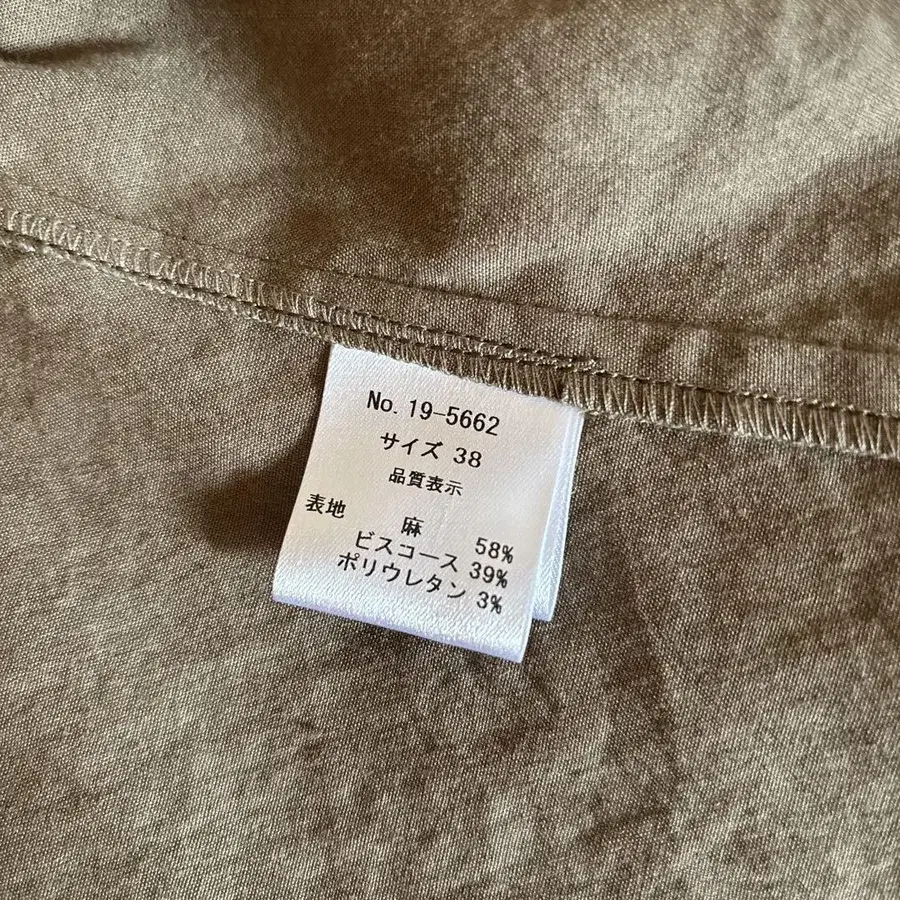 No. 19-5662
サイズ 38
品質表示
表地 麻 58%
ビスコース 39%
ポリウレタン 3%